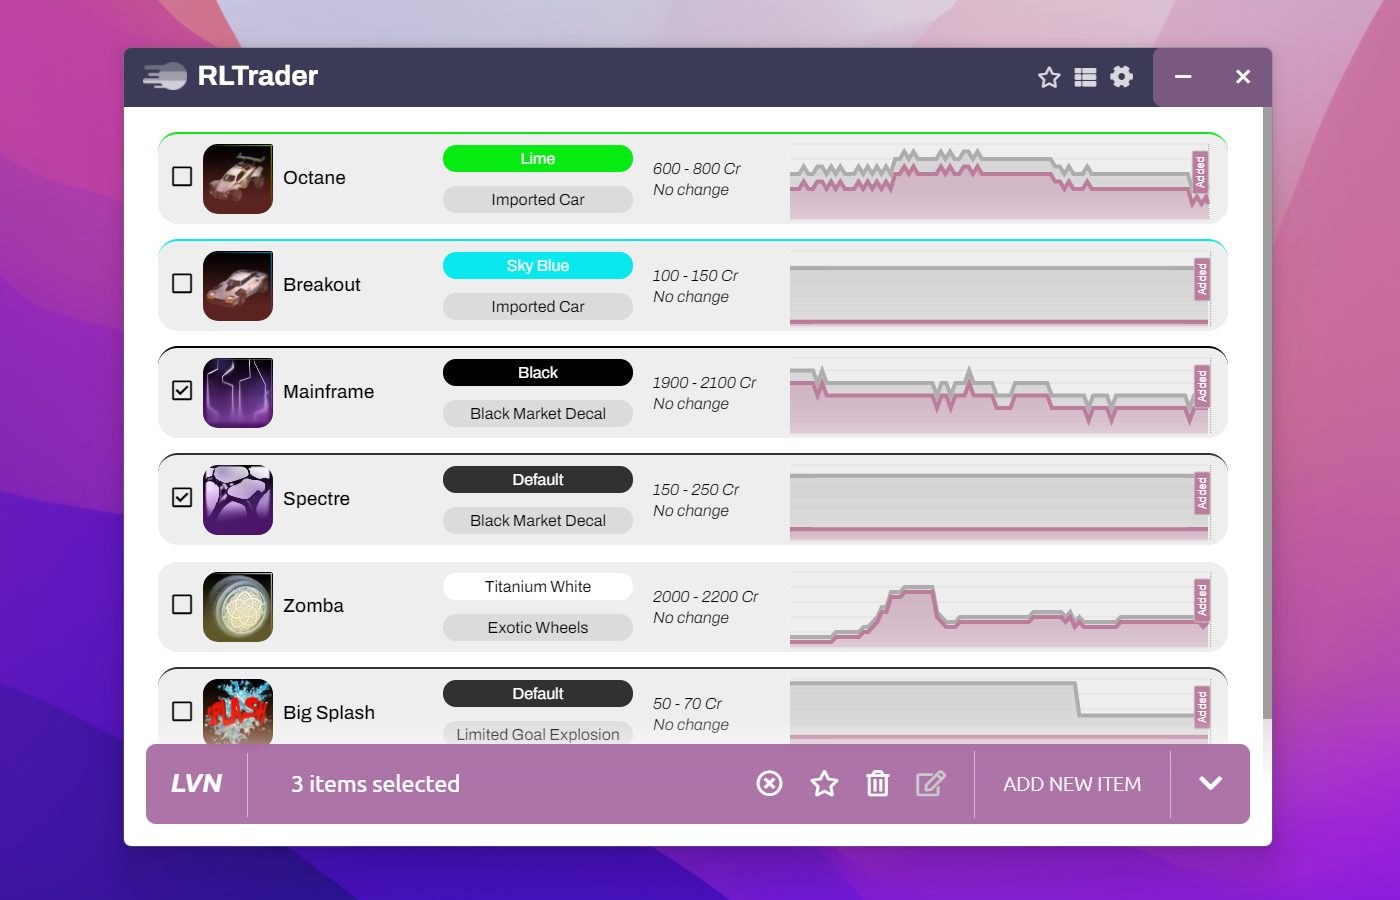 RLTrader
Octane
Lime
Imported Car
600 - 800 Cr
No change
Added
Breakout
Sky Blue
Imported Car
100 - 150 Cr
No change
Added
Mainframe
Black
Black Market Decal
1900 - 2100 Cr
No change
Added
Spectre
Default
Black Market Decal
150 - 250 Cr
No change
Added
Zomba
Titanium White
Exotic Wheels
2000 - 2200 Cr
No change
Added
SPLASH
Big Splash
Default
Limited Goal Explosion
50 - 70 Cr
No change
Added
LVN
3 items selected
ADD NEW ITEM